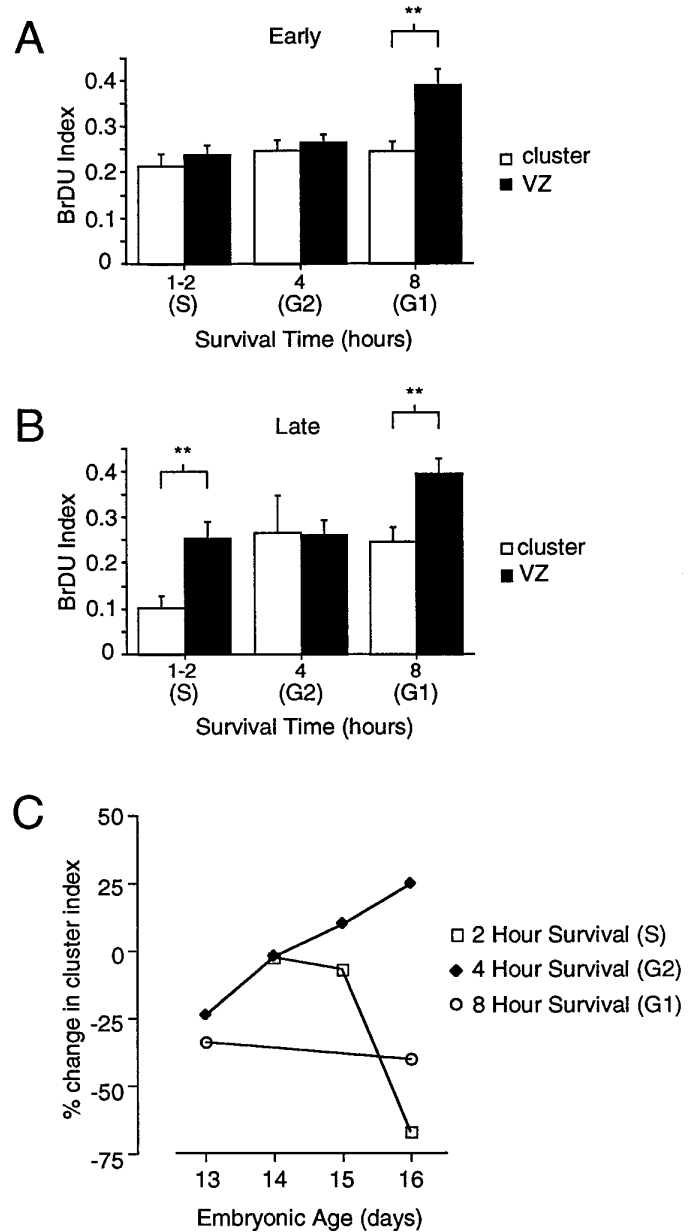 A
Early
**
0.4
0.3
0.2
0.1
0
BrDU Index
cluster
VZ
1-2
(S)
4
(G2)
8
(G1)
Survival Time (hours)
B
Late
**
**
0.4
0.3
0.2
0.1
0
BrDU Index
cluster
VZ
1-2
(S)
4
(G2)
8
(G1)
Survival Time (hours)
C
50
25
0
-25
-50
-75
% change in cluster index
2 Hour Survival (S)
4 Hour Survival (G2)
8 Hour Survival (G1)
13 14 15 16
Embryonic Age (days)